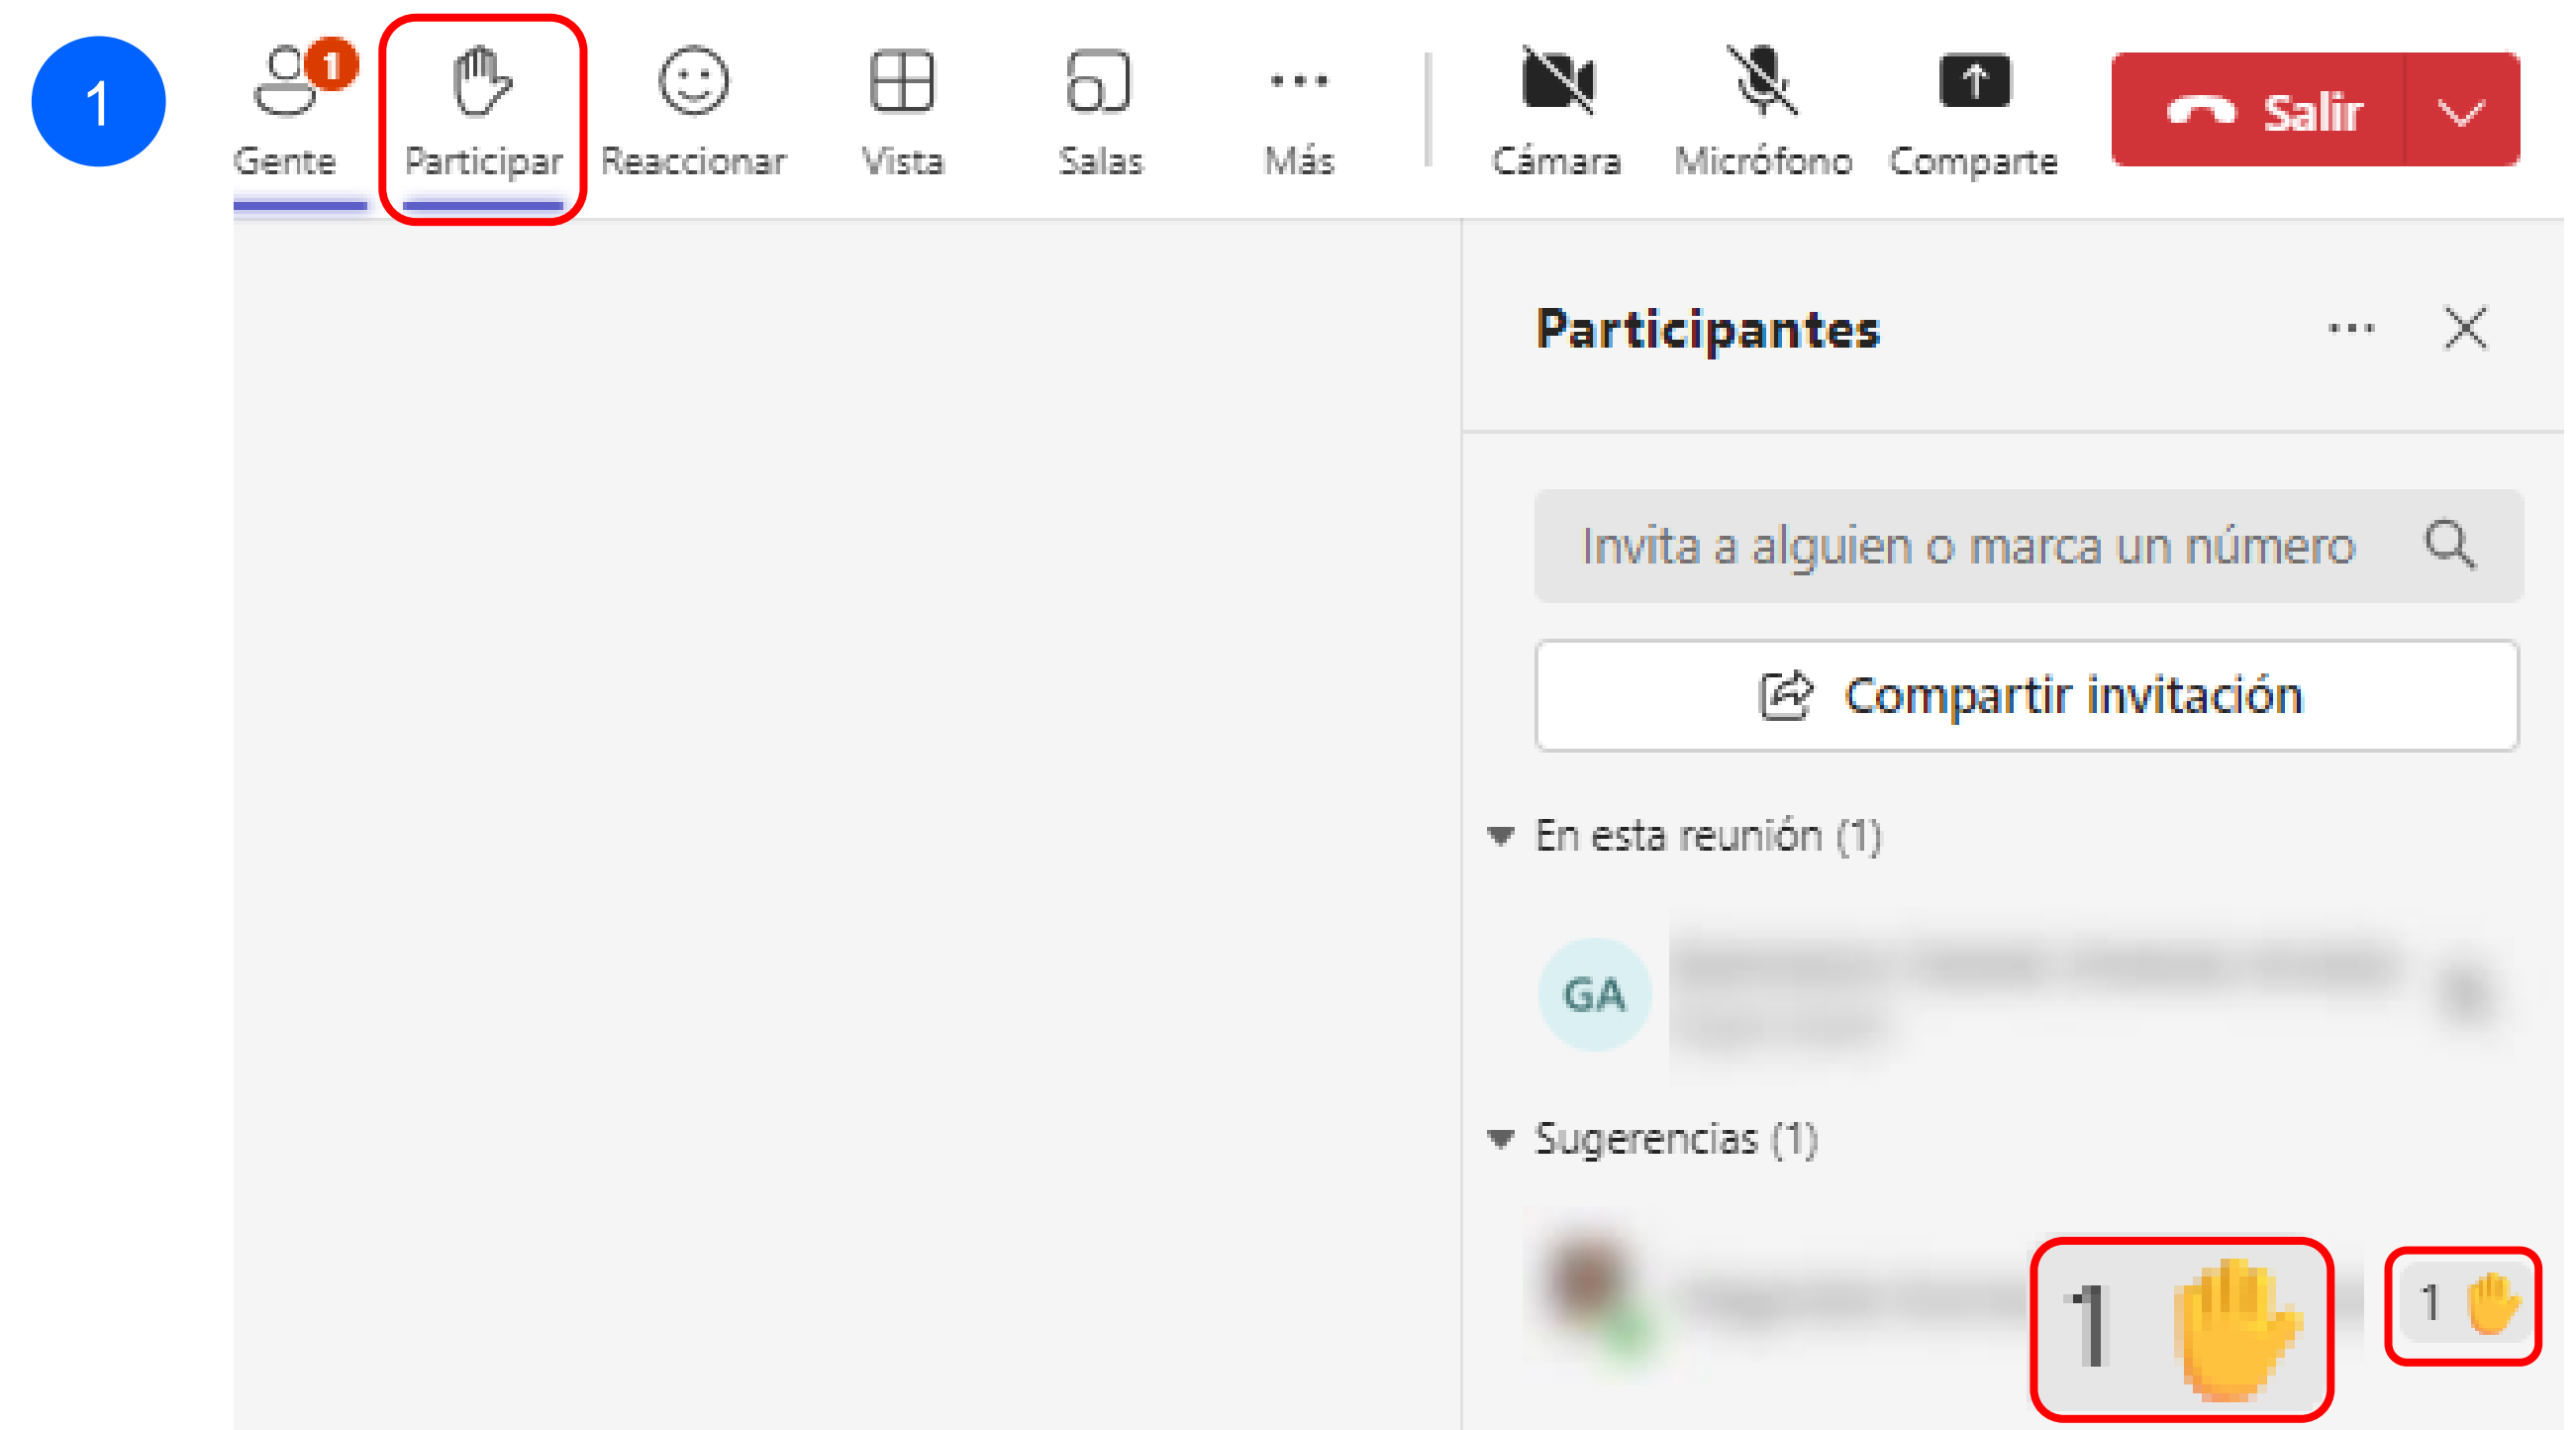 1
1
Gente Participar Reaccionar Vista Salas Más Cámara Micrófono Comparte Salir
Participantes
Invita a alguien o marca un número
Compartir invitación
En esta reunión (1)
GA
Sugerencias (1)
1
1